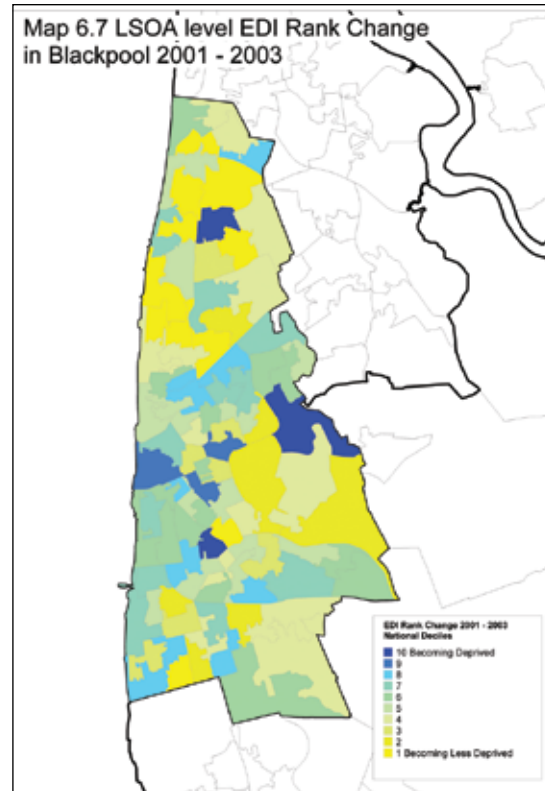 Map 6.7 LSOA level EDI Rank Change
in Blackpool 2001 - 2003
EDI Rank Change 2001 - 2003
National Deciles
10 Becoming Deprived
9
8
7
6
5
4
3
2
1 Becoming Less Deprived